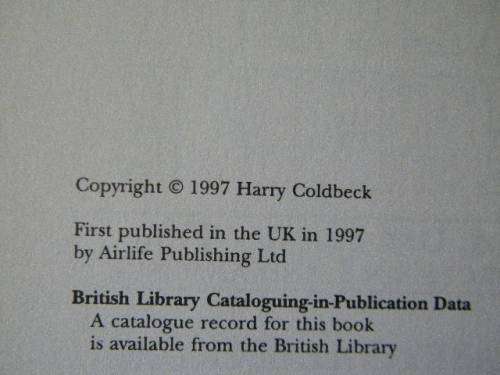 Copyright © 1997 Harry Coldbeck
First published in the UK in 1997
by Airlife Publishing Ltd
British Library Cataloguing-in-Publication Data
A catalogue record for this book
is available from the British Library